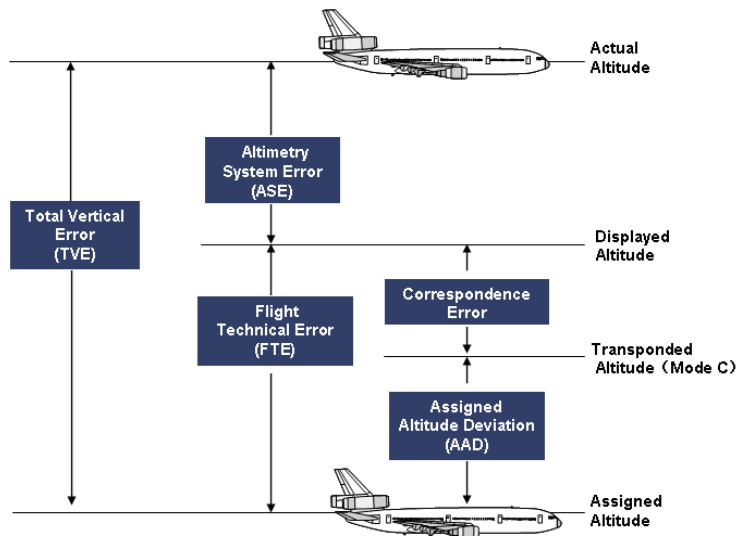 Actual
Altitude
Altimetry
System Error
(ASE)
Total Vertical
Error
(TVE)
Displayed
Altitude
Flight
Technical Error
(FTE)
Correspondence
Error
Transponded
Altitude（Mode C）
Assigned
Altitude Deviation
(AAD)
Assigned
Altitude